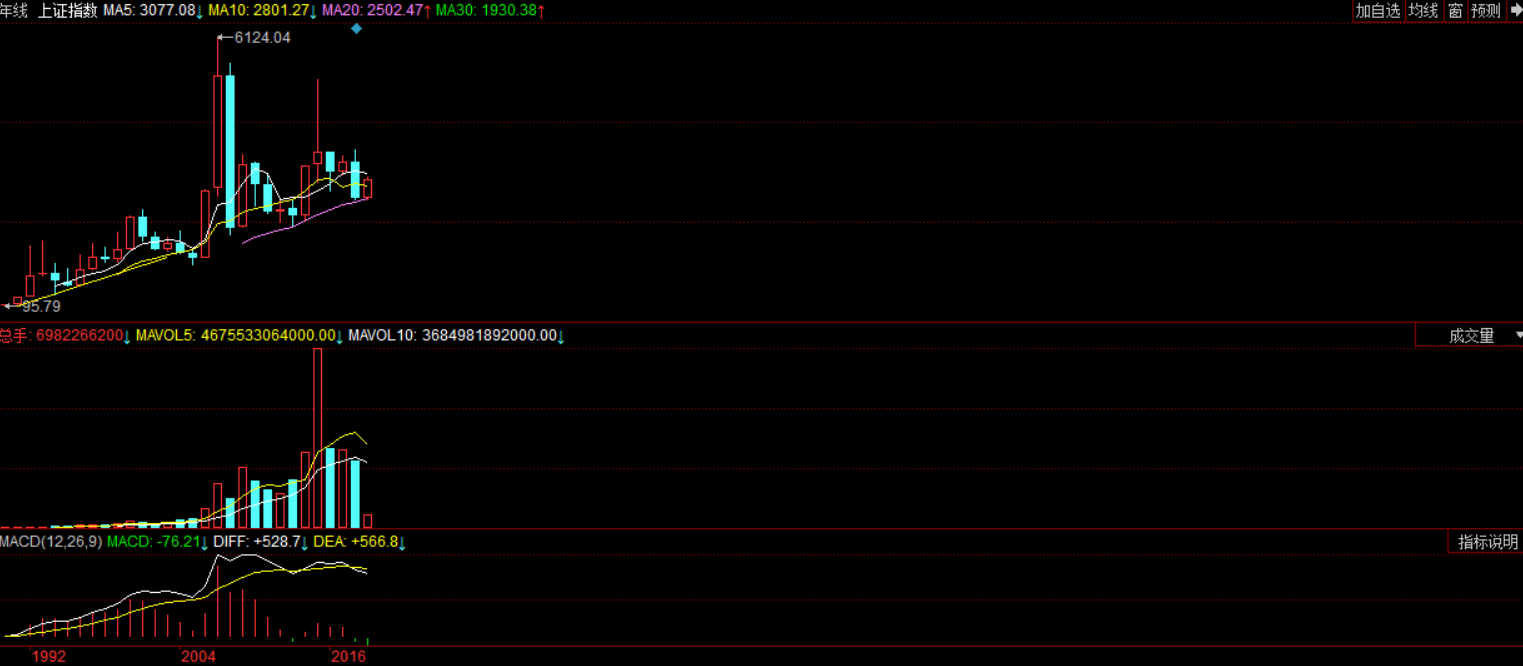 年线 上证指数 MA5: 3077.08↓ MA10: 2801.27↓ MA20: 2502.47↑ MA30: 1930.38↑ 加自选 均线 窗 预测
6124.04
95.79
总手: 6982266200↓ MAVOL5: 4675533064000.00↓ MAVOL10: 3684981892000.00↓ 成交量
MACD(12,26,9) MACD: -76.21↓ DIFF: +528.7↓ DEA: +566.8↓ 指标说明
1992 2004 2016